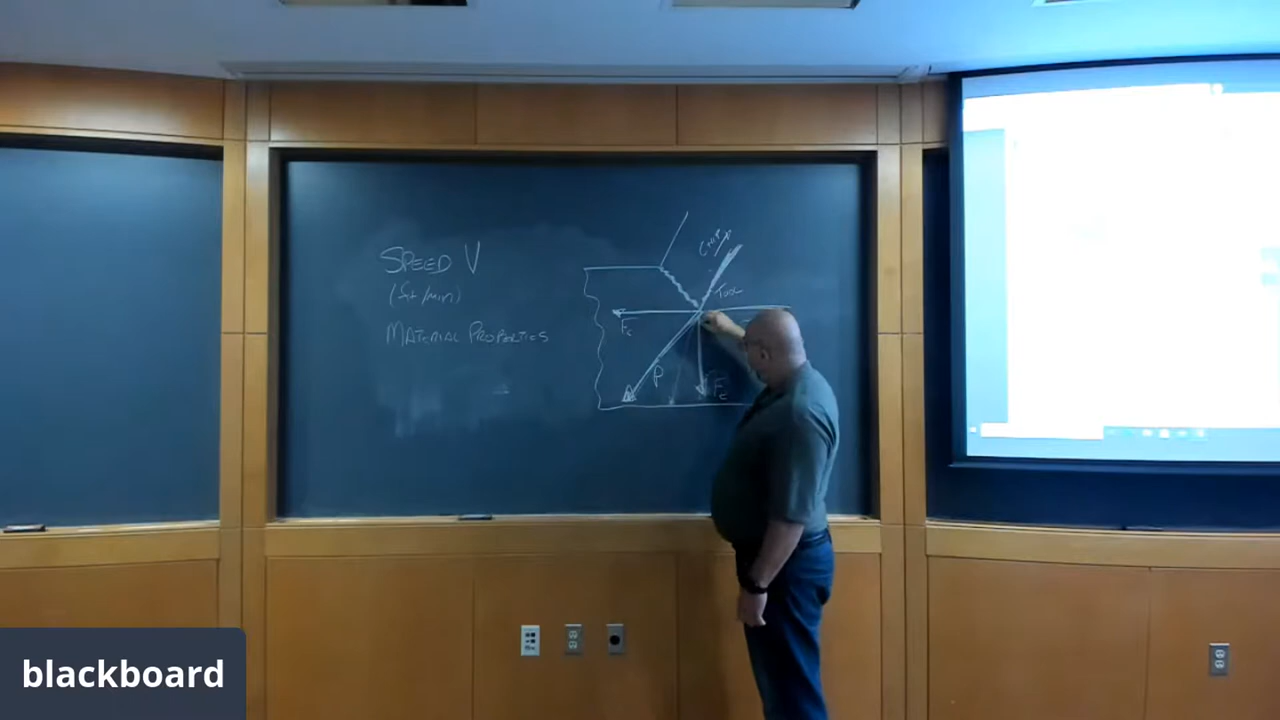 SPEED V
(ft/min)
MATERIAL PROPERTIES
CHIP
TOOL
Fc
P
blackboard